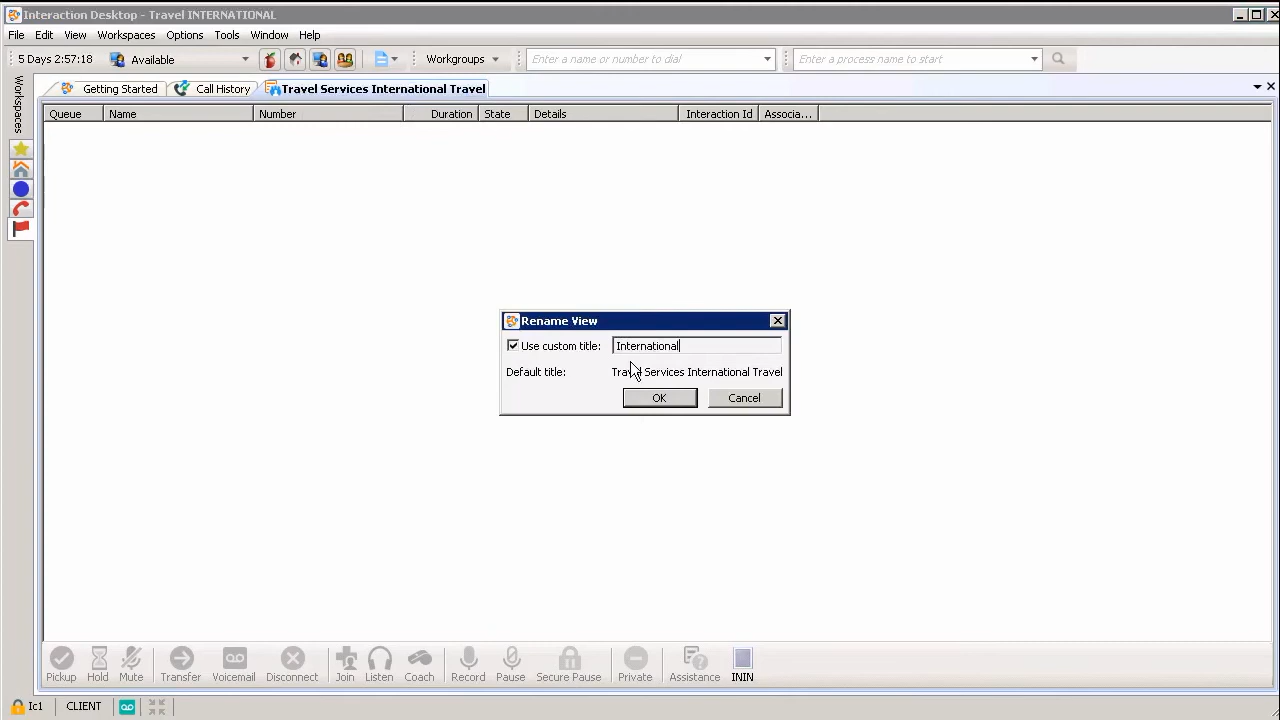 Interaction Desktop - Travel INTERNATIONAL
File Edit View Workspaces Options Tools Window Help
5 Days 2:57:18 Available Workgroups Enter a name or number to dial Enter a process name to start
Workspaces
Getting Started Call History Travel Services International Travel
Queue Name Number Duration State Details Interaction Id Associa...
Rename View
Use custom title: International
Default title: Travel Services International Travel
OK Cancel
Pickup Hold Mute Transfer Voicemail Disconnect Join Listen Coach Record Pause Secure Pause Private Assistance ININ
Ic1 CLIENT